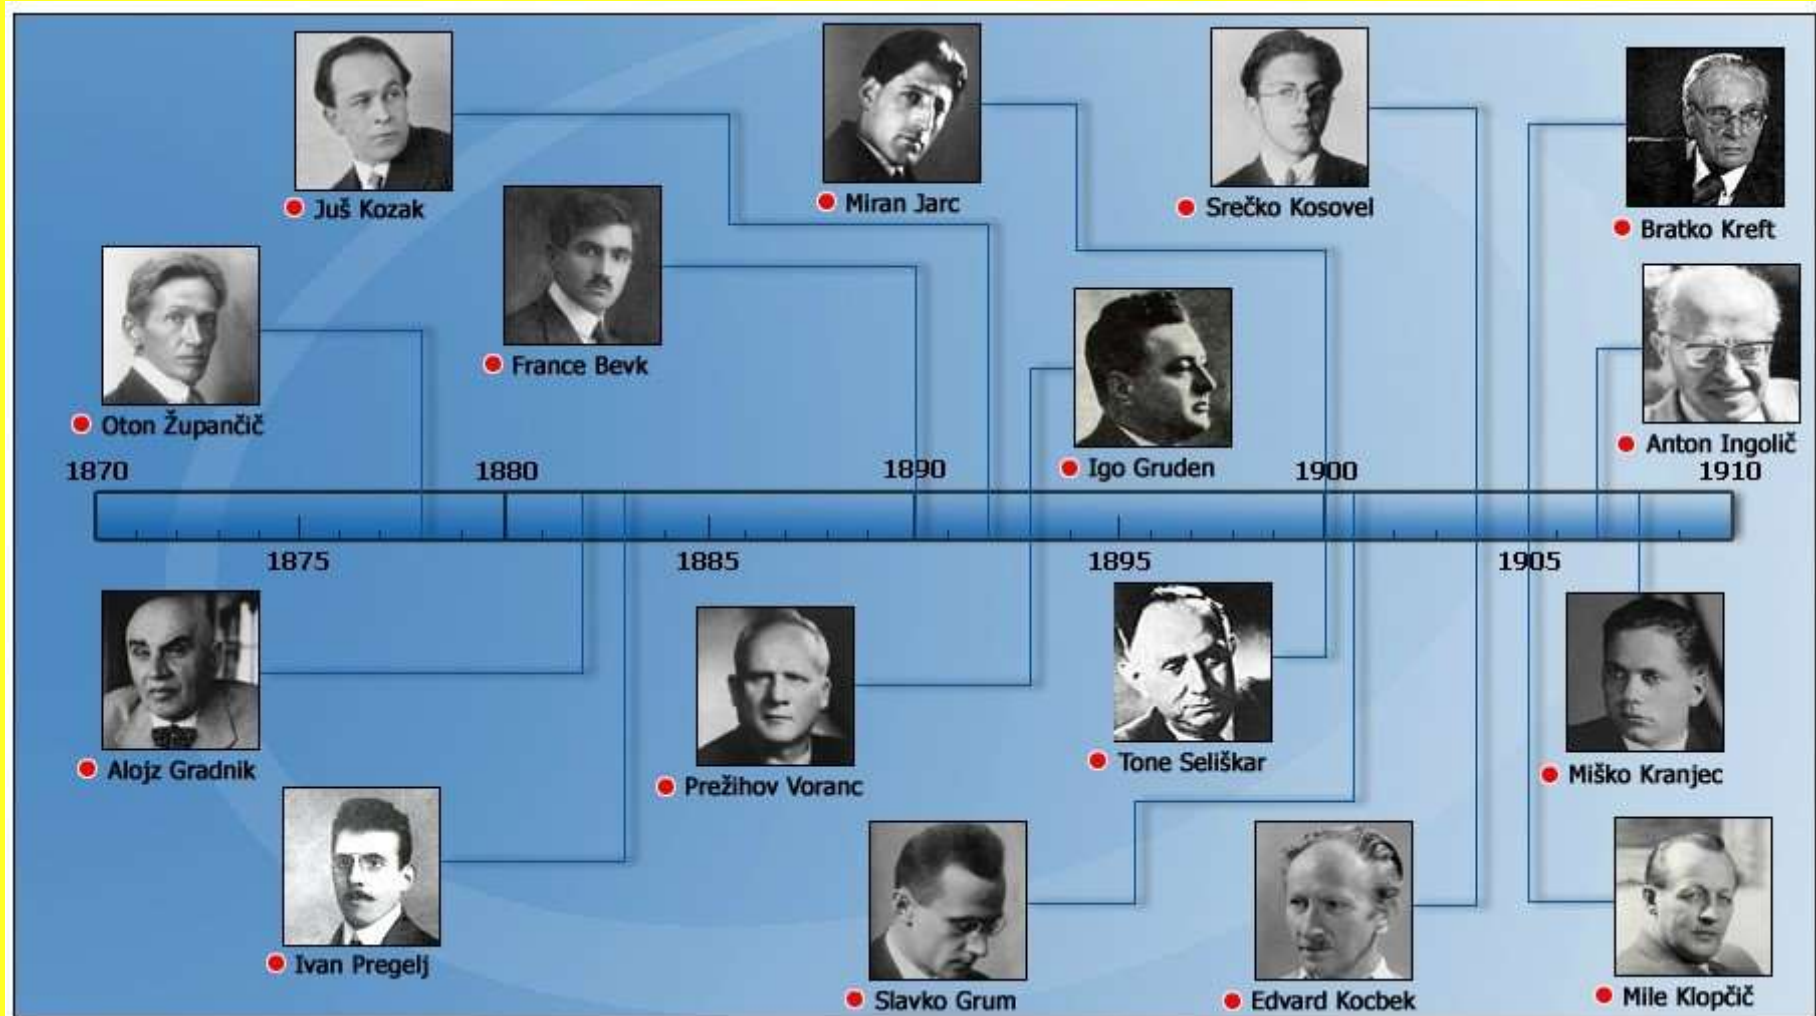 Juš Kozak
Miran Jarc
Srečko Kosovel
Bratko Kreft
France Bevk
Oton Župančič
Igo Gruden
Anton Ingolič
1870
1880
1890
1900
1910
1875
1885
1895
1905
Alojz Gradnik
Prežihov Voranc
Tone Seliškar
Miško Kranjec
Ivan Pregelj
Slavko Grum
Edvard Kocbek
Mile Klopčič